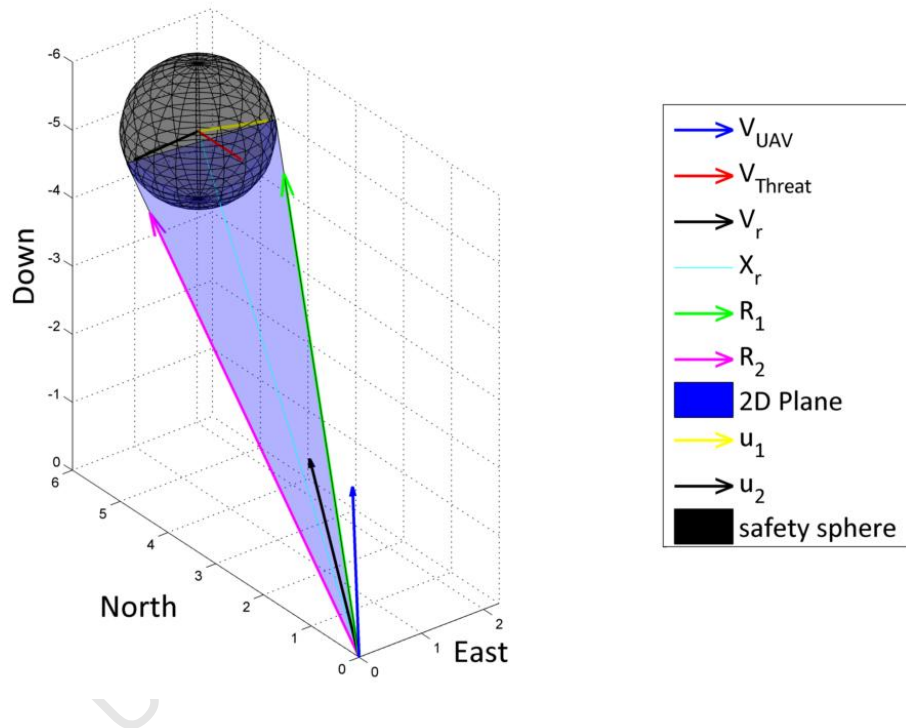 -6
-5
-4
-3
-2
-1
0
Down
6
5
4
3
2
1
0
North
0
1
2
East
V_UAV
V_Threat
V_r
X_r
R_1
R_2
2D Plane
u_1
u_2
safety sphere